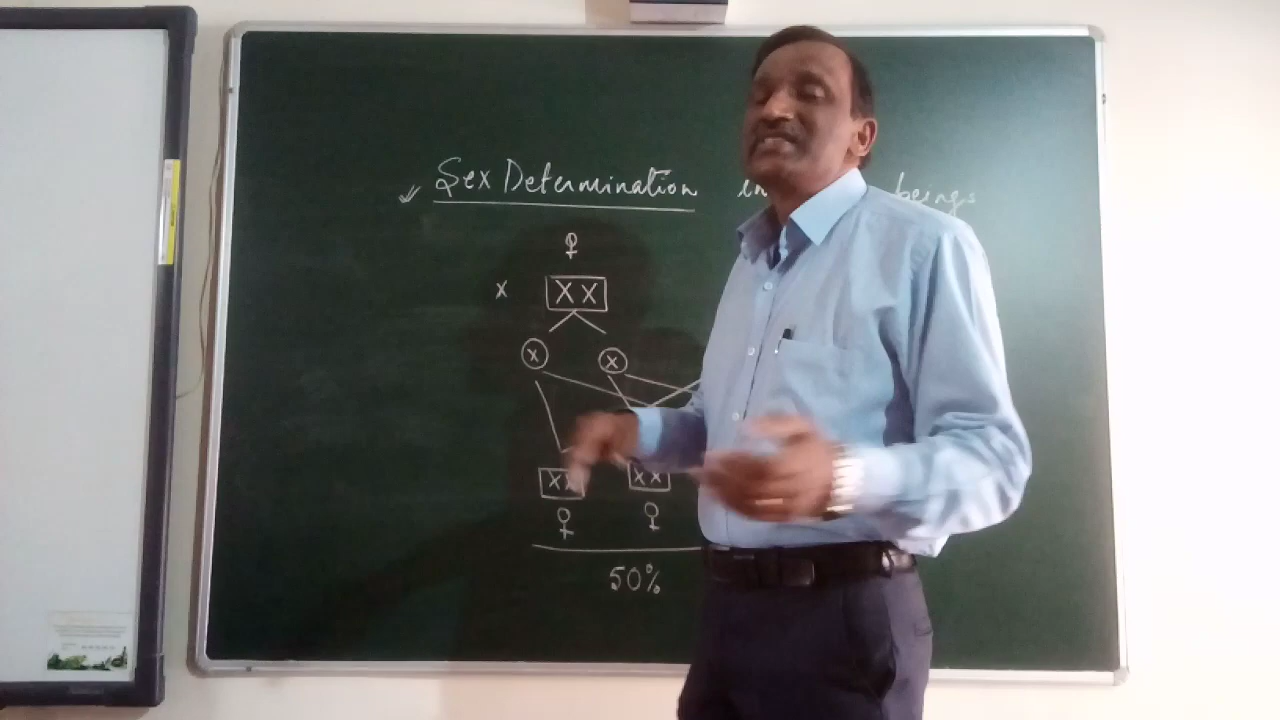 Sex Determination in beings
♀
X XX
X X
XX XX
♀ ♀
50%